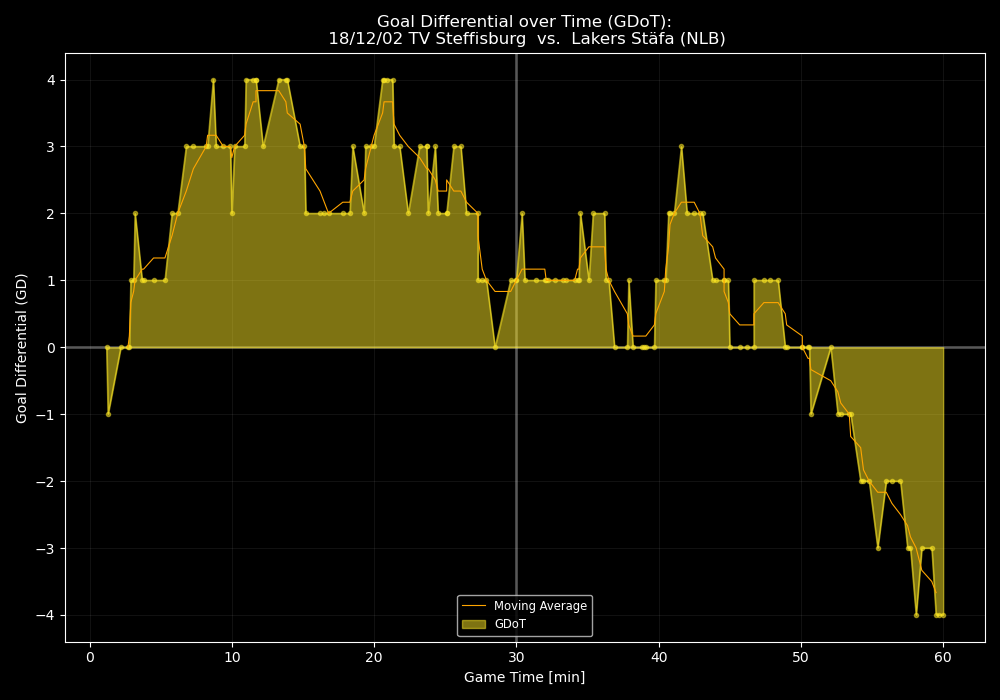 Goal Differential over Time (GDoT):
18/12/02 TV Steffisburg  vs.  Lakers Stäfa (NLB)
4
3
2
1
0
−1
−2
−3
−4
Goal Differential (GD)
Moving Average
GDoT
0 10 20 30 40 50 60
Game Time [min]